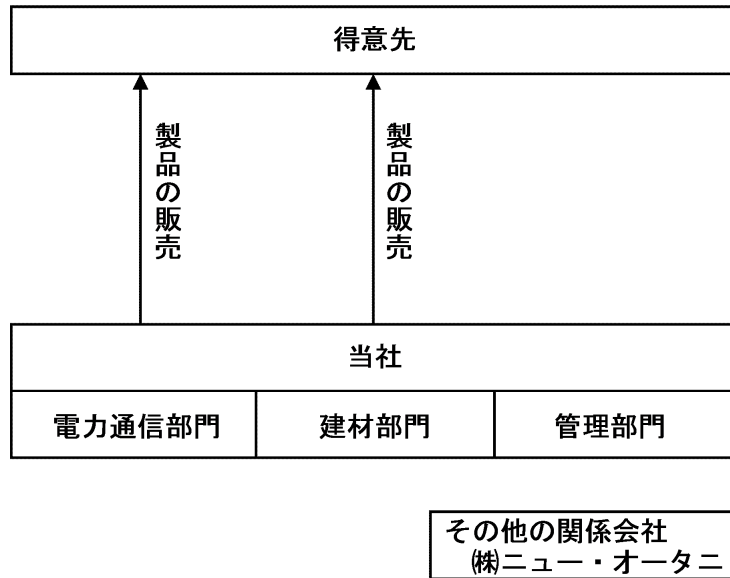 得意先
製品の販売
製品の販売
当社
電力通信部門
建材部門
管理部門
その他の関係会社
㈱ニュー・オータニ